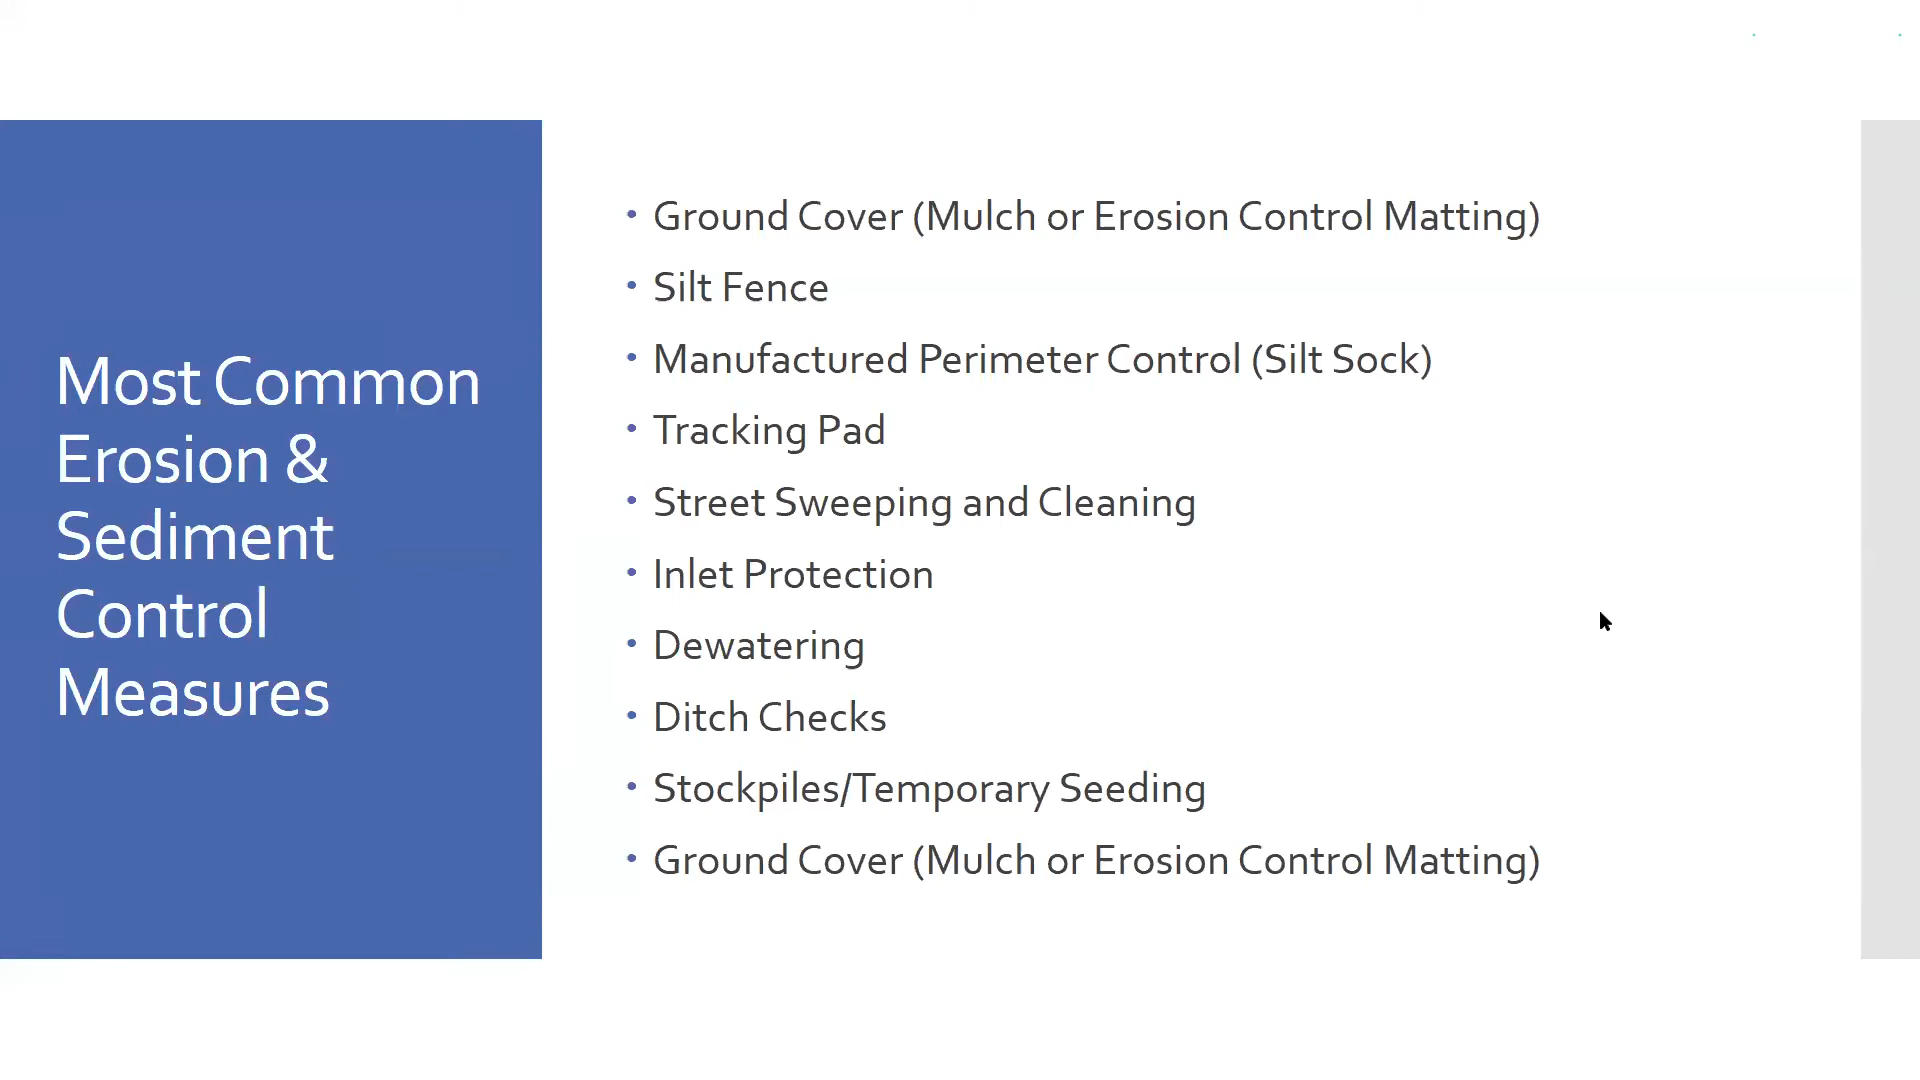 Most Common
Erosion &
Sediment
Control
Measures
• Ground Cover (Mulch or Erosion Control Matting)
• Silt Fence
• Manufactured Perimeter Control (Silt Sock)
• Tracking Pad
• Street Sweeping and Cleaning
• Inlet Protection
• Dewatering
• Ditch Checks
• Stockpiles/Temporary Seeding
• Ground Cover (Mulch or Erosion Control Matting)